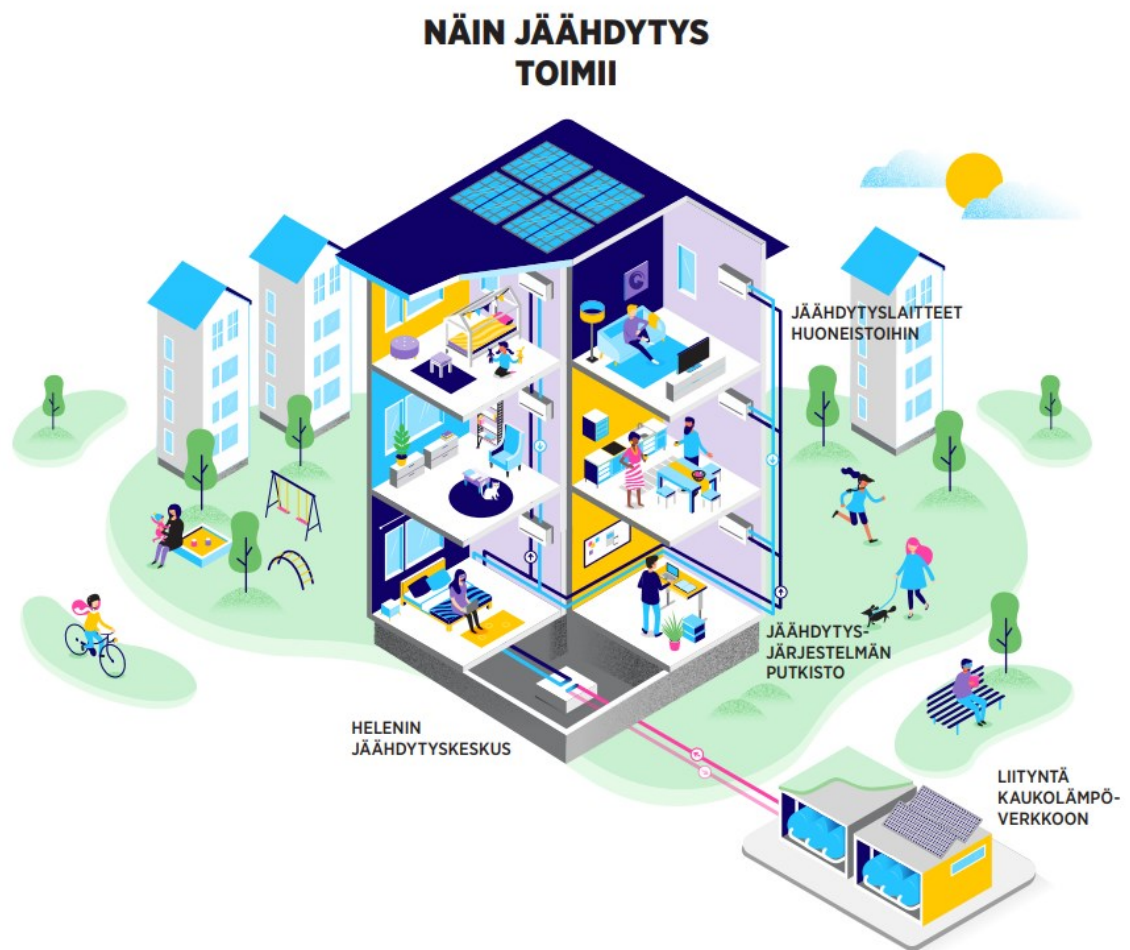 NÄIN JÄÄHDYTYS
TOIMII
JÄÄHDYTYSLAITTEET
HUONEISTOIHIN
JÄÄHDYTYS-
JÄRJESTELMÄN
PUTKISTO
HELENIN
JÄÄHDYTYSKESKUS
LIITYNTÄ
KAUKOLÄMPÖ-
VERKKOON